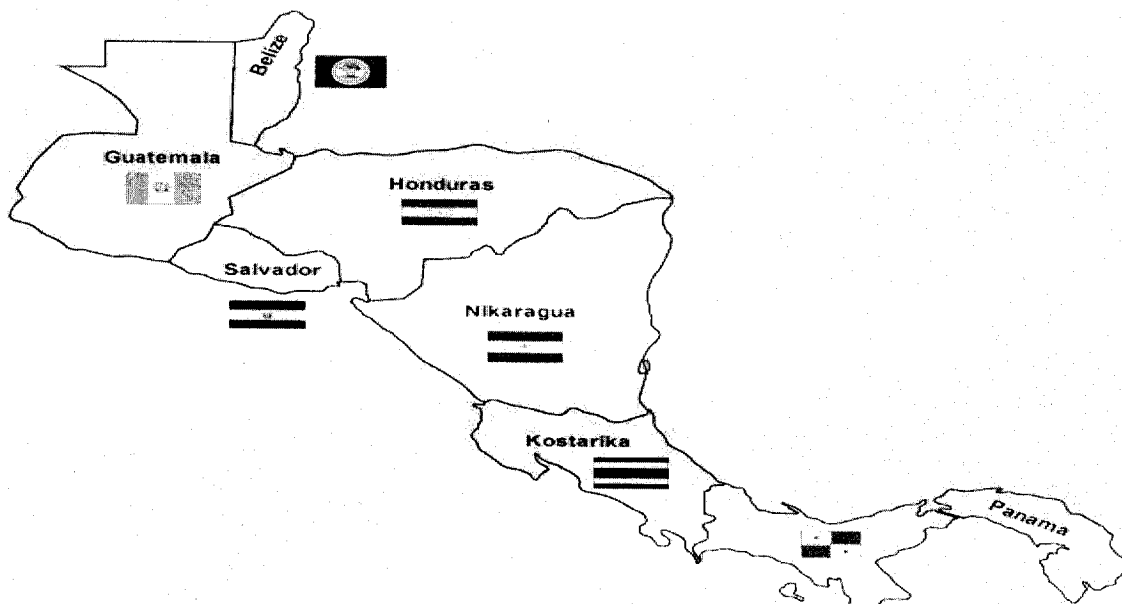 Belize
Guatemala
Honduras
Salvador
Nikaragua
Kostarika
Panama